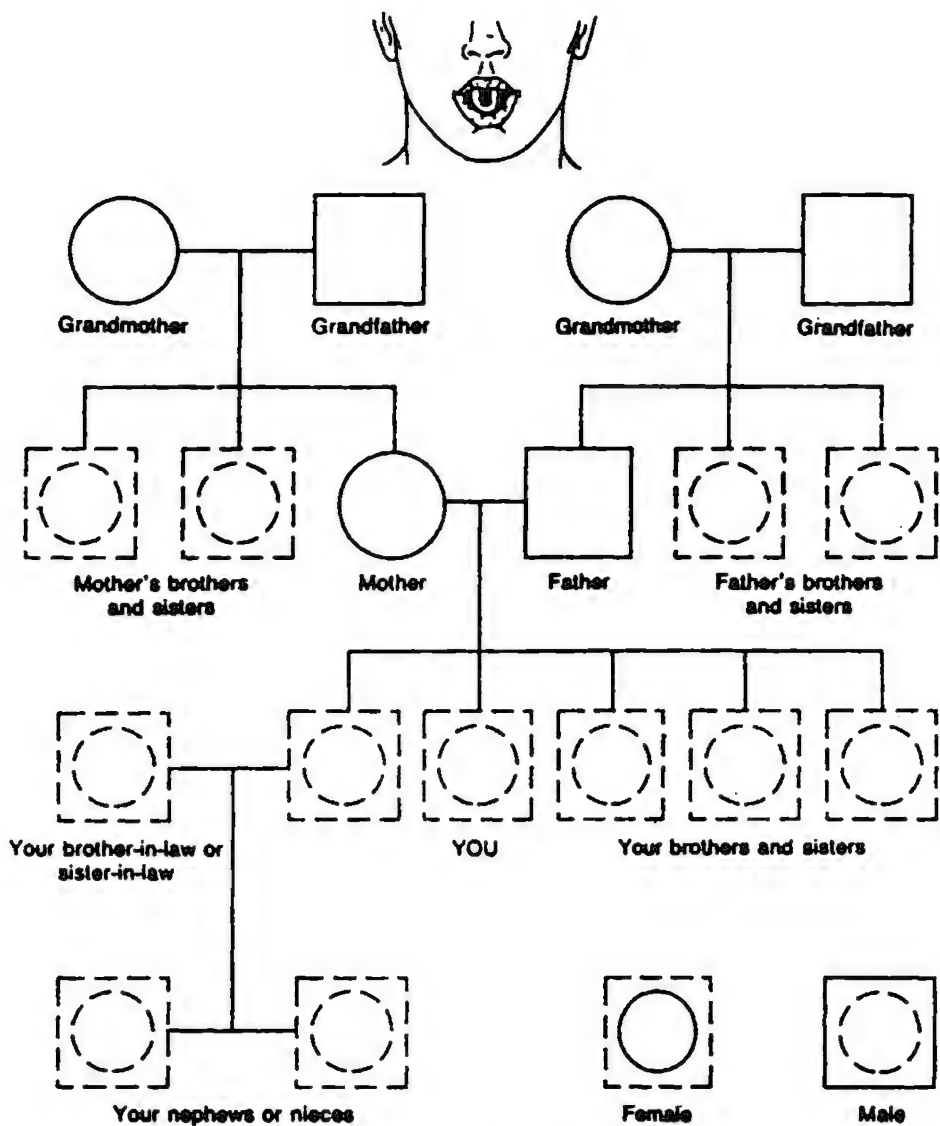 Grandmother
Grandfather
Grandmother
Grandfather
Mother's brothers
and sisters
Mother
Father
Father's brothers
and sisters
Your brother-in-law or
sister-in-law
YOU
Your brothers and sisters
Your nephews or nieces
Female
Male